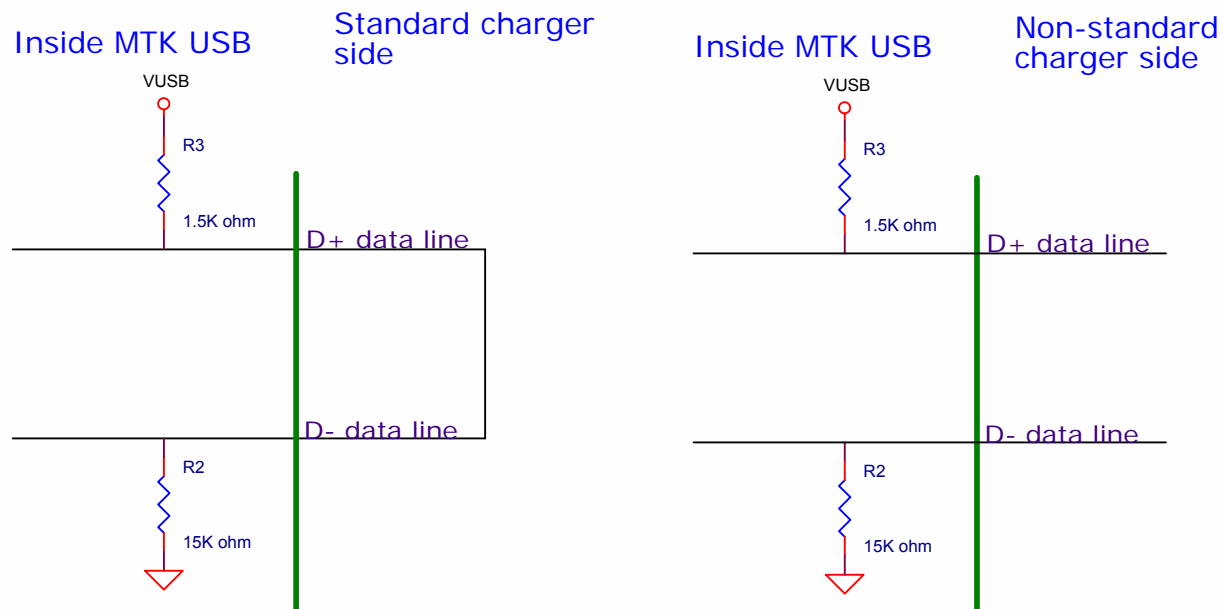 Inside MTK USB
Standard charger
side
VUSB
R3
1.5K ohm
D+ data line
D- data line
R2
15K ohm
Inside MTK USB
Non-standard
charger side
VUSB
R3
1.5K ohm
D+ data line
D- data line
R2
15K ohm